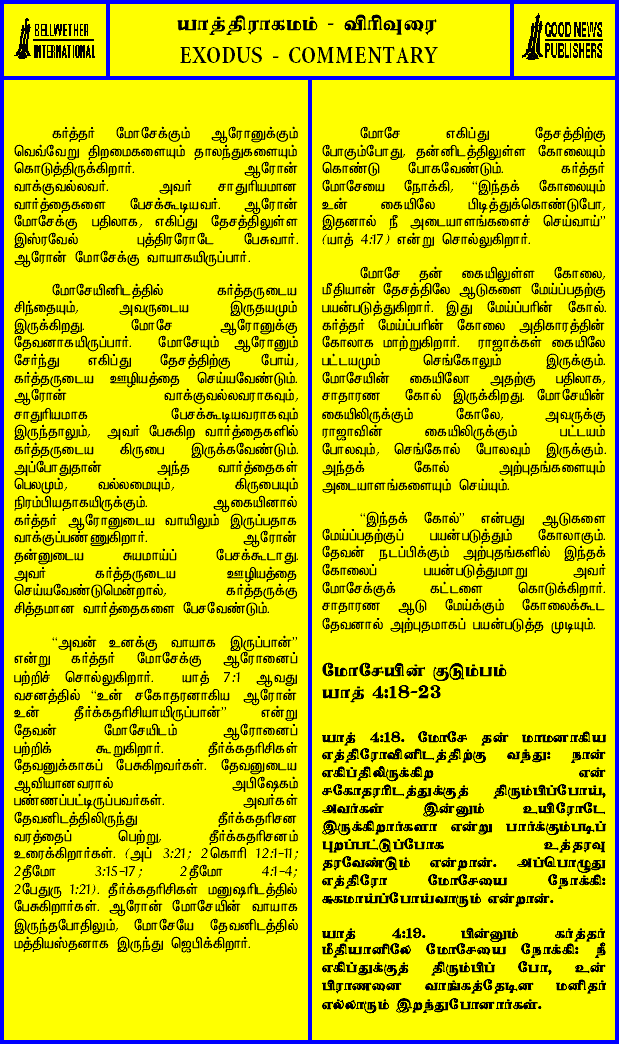 BELLWETHER
INTERNATIONAL
யாத்திராகமம் - விரிவுரை
EXODUS - COMMENTARY
GOOD NEWS
PUBLISHERS
கர்த்தர் மோசேக்கும் ஆரோனுக்கும்
வெவ்வேறு திறமைகளையும் தாலந்துகளையும்
கொடுத்திருக்கிறார். ஆரோன்
வாக்குவல்லவர். அவர் சாதுரியமான
வார்த்தைகளை பேசக்கூடியவர். ஆரோன்
மோசேக்கு பதிலாக, எகிப்து தேசத்திலுள்ள
இஸ்ரவேல் புத்திரரோடே பேசுவார்.
ஆரோன் மோசேக்கு வாயாகயிருப்பார்.
மோசேயினிடத்தில் கர்த்தருடைய
சிந்தையும், அவருடைய இருதயமும்
இருக்கிறது. மோசே ஆரோனுக்கு
தேவனாகயிருப்பார். மோசேயும் ஆரோனும்
சேர்ந்து எகிப்து தேசத்திற்கு போய்,
கர்த்தருடைய ஊழியத்தை செய்யவேண்டும்.
ஆரோன் வாக்குவல்லவராகவும்,
சாதுரியமாக பேசக்கூடியவராகவும்
இருந்தாலும், அவர் பேசுகிற வார்த்தைகளில்
கர்த்தருடைய கிருபை இருக்கவேண்டும்.
அப்போதுதான் அந்த வார்த்தைகள்
பெலமும், வல்லமையும், கிருபையும்
நிரம்பியதாகயிருக்கும். ஆகையினால்
கர்த்தர் ஆரோனுடைய வாயிலும் இருப்பதாக
வாக்குப்பண்ணுகிறார். ஆரோன்
தன்னுடைய சுயமாய்ப் பேசக்கூடாது.
அவர் கர்த்தருடைய ஊழியத்தை
செய்யவேண்டுமென்றால், கர்த்தருக்கு
சித்தமான வார்த்தைகளை பேசவேண்டும்.
“அவன் உனக்கு வாயாக இருப்பான்”
என்று கர்த்தர் மோசேக்கு ஆரோனைப்
பற்றிச் சொல்லுகிறார். யாத் 7:1 ஆவது
வசனத்தில் “உன் சகோதரனாகிய ஆரோன்
உன் தீர்க்கதரிசியாயிருப்பான்” என்று
தேவன் மோசேயிடம் ஆரோனைப்
பற்றிக் கூறுகிறார். தீர்க்கதரிசிகள்
தேவனுக்காகப் பேசுகிறவர்கள். தேவனுடைய
ஆவியானவரால் அபிஷேகம்
பண்ணப்பட்டிருப்பவர்கள். அவர்கள்
தேவனிடத்திலிருந்து தீர்க்கதரிசன
வரத்தைப் பெற்று, தீர்க்கதரிசனம்
உரைக்கிறார்கள். (அப் 3:21; 2கொரி 12:1-11;
2தீமோ 3:15-17; 2தீமோ 4:1-4;
2பேதுரு 1:21). தீர்க்கதரிசிகள் மனுஷரிடத்தில்
பேசுகிறார்கள். ஆரோன் மோசேயின் வாயாக
இருந்தபோதிலும், மோசேயே தேவனிடத்தில்
மத்தியஸ்தனாக இருந்து ஜெபிக்கிறார்.
மோசே எகிப்து தேசத்திற்கு
போகும்போது, தன்னிடத்திலுள்ள கோலையும்
கொண்டு போகவேண்டும். கர்த்தர்
மோசேயை நோக்கி, “இந்தக் கோலையும்
உன் கையிலே பிடித்துக்கொண்டுபோ,
இதனால் நீ அடையாளங்களைச் செய்வாய்”
(யாத் 4:17) என்று சொல்லுகிறார்.
மோசே தன் கையிலுள்ள கோலை,
மீதியான் தேசத்திலே ஆடுகளை மேய்ப்பதற்கு
பயன்படுத்துகிறார். இது மேய்ப்பரின் கோல்.
கர்த்தர் மேய்ப்பரின் கோலை அதிகாரத்தின்
கோலாக மாற்றுகிறார். ராஜாக்கள் கையிலே
பட்டயமும் செங்கோலும் இருக்கும்.
மோசேயின் கையிலோ அதற்கு பதிலாக,
சாதாரண கோல் இருக்கிறது. மோசேயின்
கையிலிருக்கும் கோலே, அவருக்கு
ராஜாவின் கையிலிருக்கும் பட்டயம்
போலவும், செங்கோல் போலவும் இருக்கும்.
அந்தக் கோல் அற்புதங்களையும்
அடையாளங்களையும் செய்யும்.
“இந்தக் கோல்” என்பது ஆடுகளை
மேய்ப்பதற்குப் பயன்படுத்தும் கோலாகும்.
தேவன் நடப்பிக்கும் அற்புதங்களில் இந்தக்
கோலைப் பயன்படுத்துமாறு அவர்
மோசேக்குக் கட்டளை கொடுக்கிறார்.
சாதாரண ஆடு மேய்க்கும் கோலைக்கூட
தேவனால் அற்புதமாகப் பயன்படுத்த முடியும்.
மோசேயின் குடும்பம்
யாத் 4:18-23
யாத் 4:18. மோசே தன் மாமனாகிய
எத்திரோவினிடத்திற்கு வந்து: நான்
எகிப்திலிருக்கிற என்
சகோதரரிடத்துக்குத் திரும்பிப்போய்,
அவர்கள் இன்னும் உயிரோடே
இருக்கிறார்களா என்று பார்க்கும்படிப்
புறப்பட்டுப்போக உத்தரவு
தரவேண்டும் என்றான். அப்பொழுது
எத்திரோ மோசேயை நோக்கி:
சுகமாய்ப்போய்வாரும் என்றான்.
யாத் 4:19. பின்னும் கர்த்தர்
மீதியானிலே மோசேயை நோக்கி: நீ
எகிப்துக்குத் திரும்பிப் போ, உன்
பிராணனை வாங்கத்தேடின மனிதர்
எல்லாரும் இறந்துபோனார்கள்.